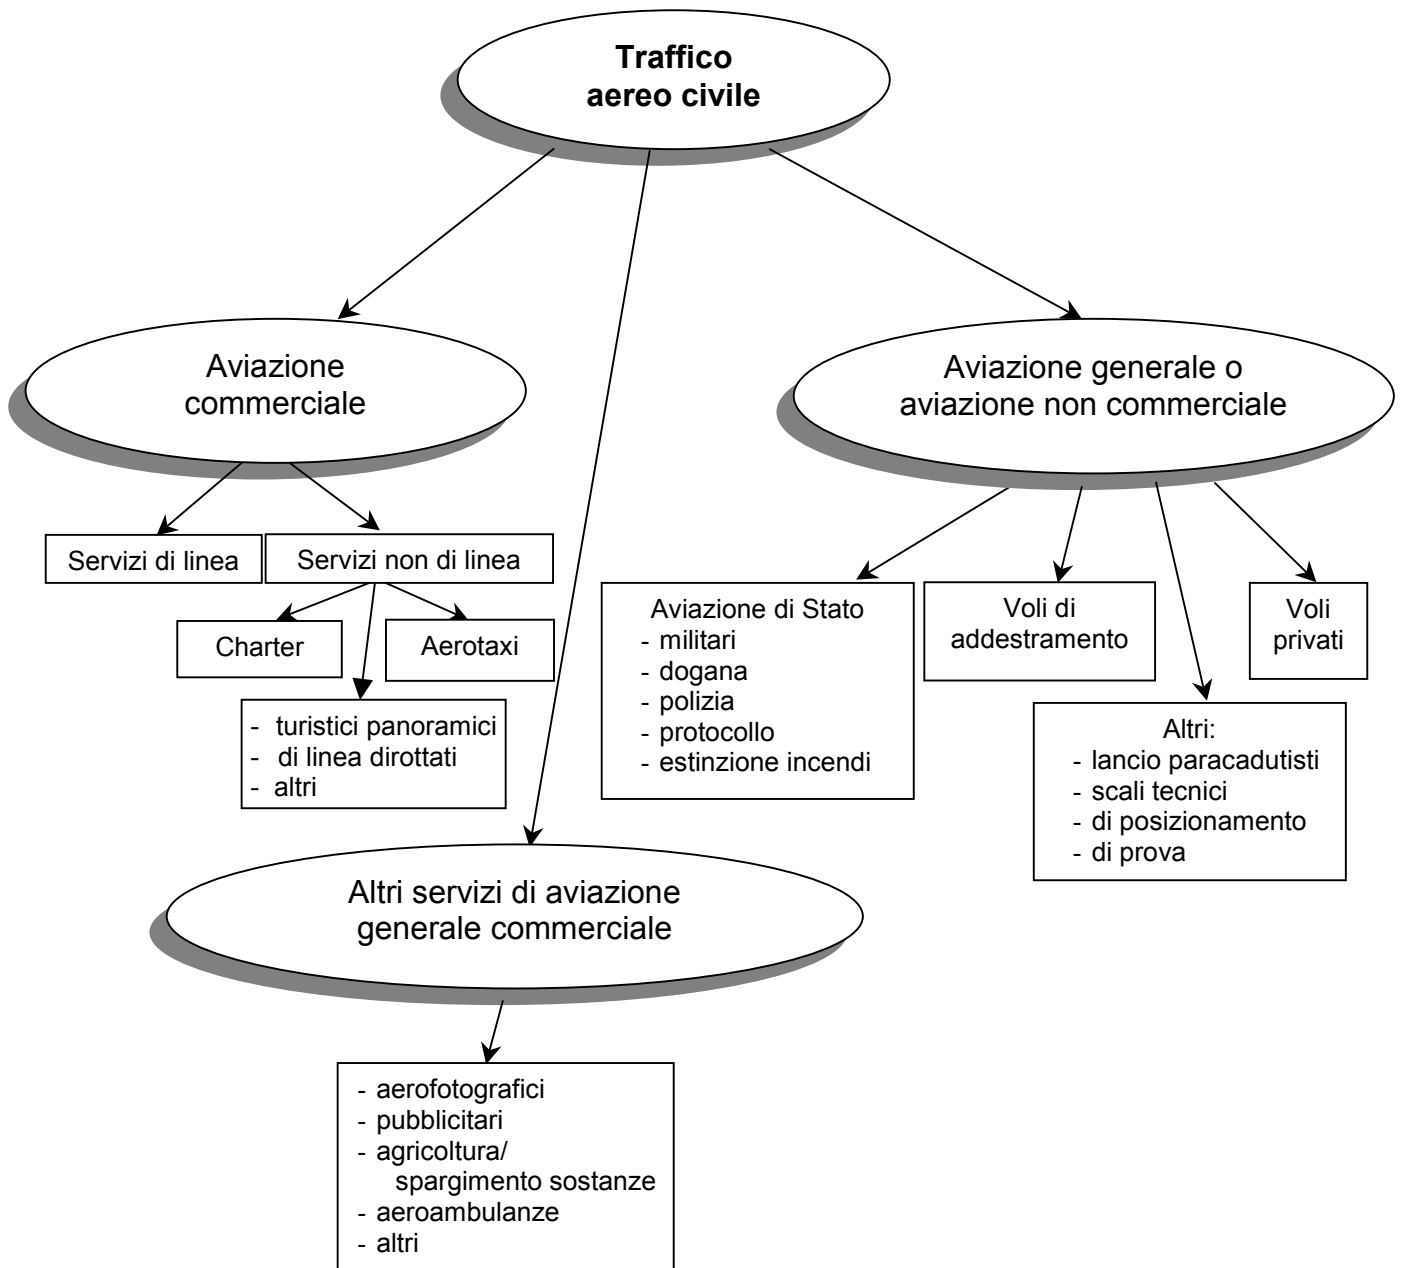 Traffico
aereo civile
Aviazione
commerciale
Aviazione generale o
aviazione non commerciale
Servizi di linea
Servizi non di linea
Charter
Aerotaxi
- turistici panoramici
- di linea dirottati
- altri
Aviazione di Stato
- militari
- dogana
- polizia
- protocollo
- estinzione incendi
Voli di
addestramento
Voli
privati
Altri:
- lancio paracadutisti
- scali tecnici
- di posizionamento
- di prova
Altri servizi di aviazione
generale commerciale
- aerofotografici
- pubblicitari
- agricoltura/
spargimento sostanze
- aeroambulanze
- altri